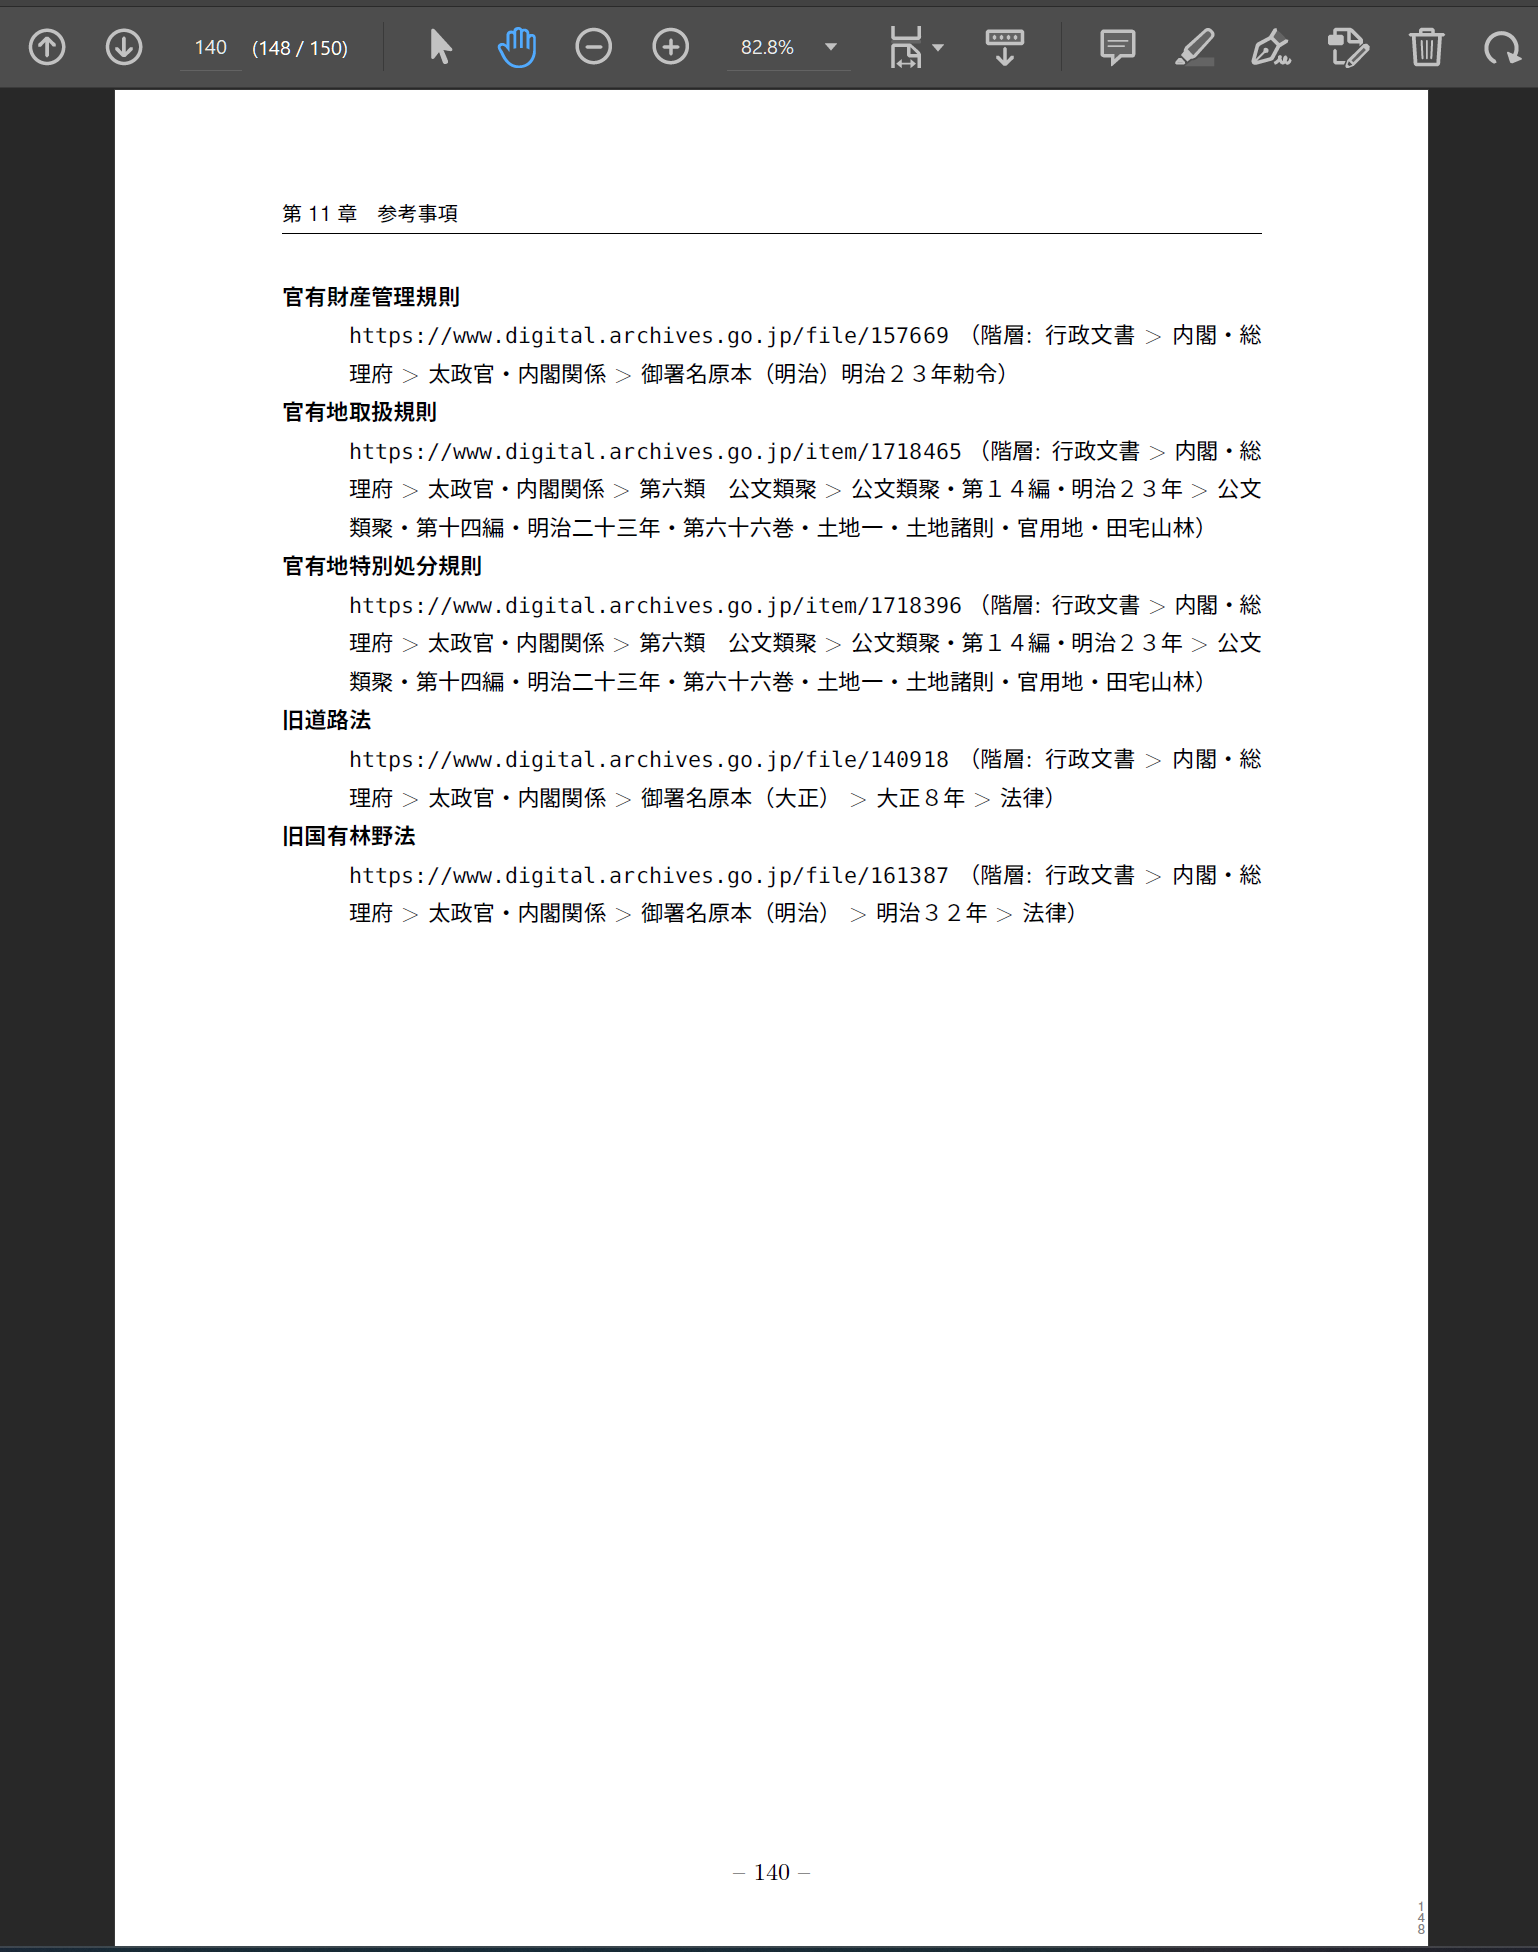 140 (148 / 150) 82.8%
第 11 章　参考事項
官有財産管理規則
https://www.digital.archives.go.jp/file/157669 （階層: 行政文書 > 内閣・総
理府 > 太政官・内閣関係 > 御署名原本（明治）明治２３年勅令）
官有地取扱規則
https://www.digital.archives.go.jp/item/1718465 （階層: 行政文書 > 内閣・総
理府 > 太政官・内閣関係 > 第六類　公文類聚 > 公文類聚・第１４編・明治２３年 > 公文
類聚・第十四編・明治二十三年・第六十六巻・土地一・土地諸則・官用地・田宅山林）
官有地特別処分規則
https://www.digital.archives.go.jp/item/1718396 （階層: 行政文書 > 内閣・総
理府 > 太政官・内閣関係 > 第六類　公文類聚 > 公文類聚・第１４編・明治２３年 > 公文
類聚・第十四編・明治二十三年・第六十六巻・土地一・土地諸則・官用地・田宅山林）
旧道路法
https://www.digital.archives.go.jp/file/140918 （階層: 行政文書 > 内閣・総
理府 > 太政官・内閣関係 > 御署名原本（大正） > 大正８年 > 法律）
旧国有林野法
https://www.digital.archives.go.jp/file/161387 （階層: 行政文書 > 内閣・総
理府 > 太政官・内閣関係 > 御署名原本（明治） > 明治３２年 > 法律）
– 140 –
148